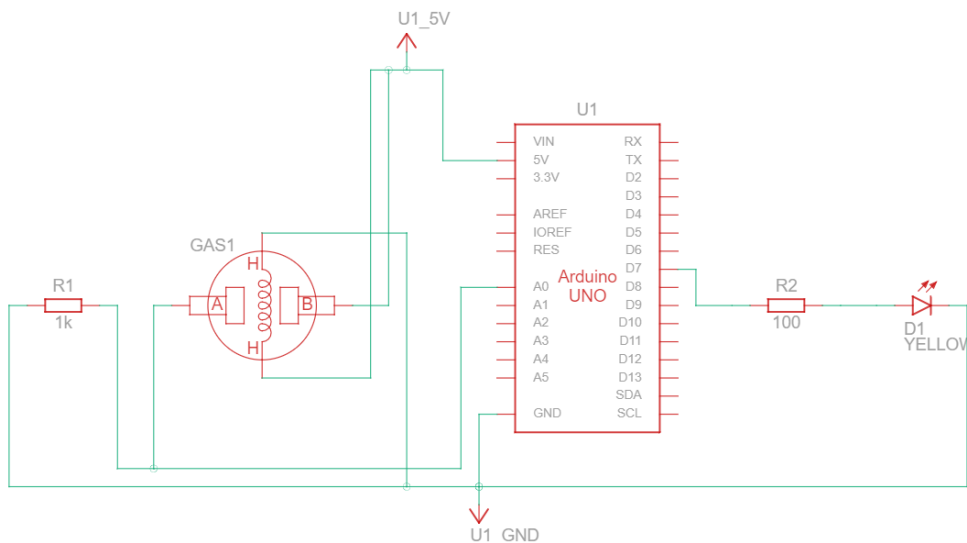 U1_5V
U1
VIN RX
5V TX
3.3V D2
D3
AREF D4
IOREF D5
RES D6
D7
A0 D8
A1 D9
A2 D10
A3 D11
A4 D12
A5 D13
SDA
GND SCL
Arduino
UNO
GAS1
H
A
B
H
R1
1k
R2
100
D1
YELLOW
U1_GND